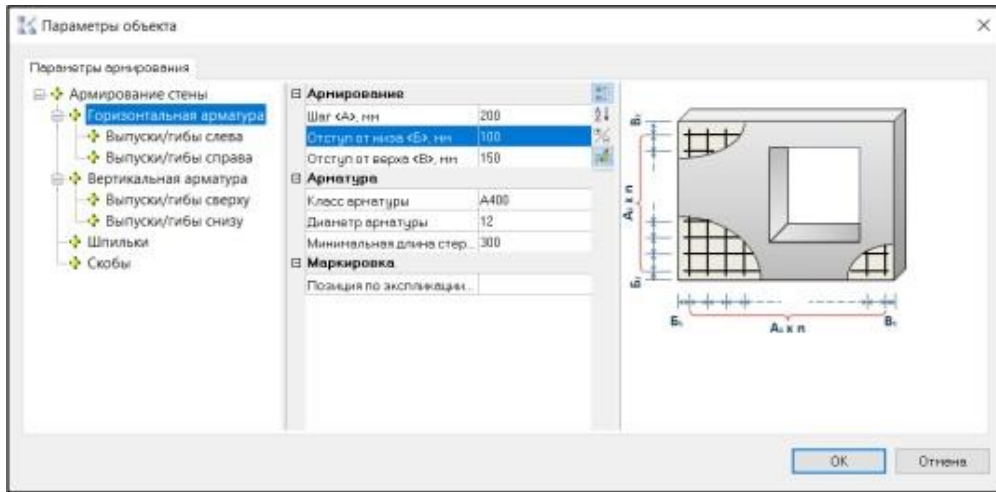 Параметры объекта
Параметры армирования
Армирование стены
Горизонтальная арматура
Выпуски/гибы слева
Выпуски/гибы справа
Вертикальная арматура
Выпуски/гибы сверху
Выпуски/гибы снизу
Шпильки
Скобы
Армирование
Шаг <А>, мм 200
Отступ от низа <Б>, мм 100
Отступ от верха <В>, мм 150
Арматура
Класс арматуры А400
Диаметр арматуры 12
Минимальная длина стер... 300
Маркировка
Позиция по экспликации...
А x n
Б
В
А x n
Б
В
ОК
Отмена